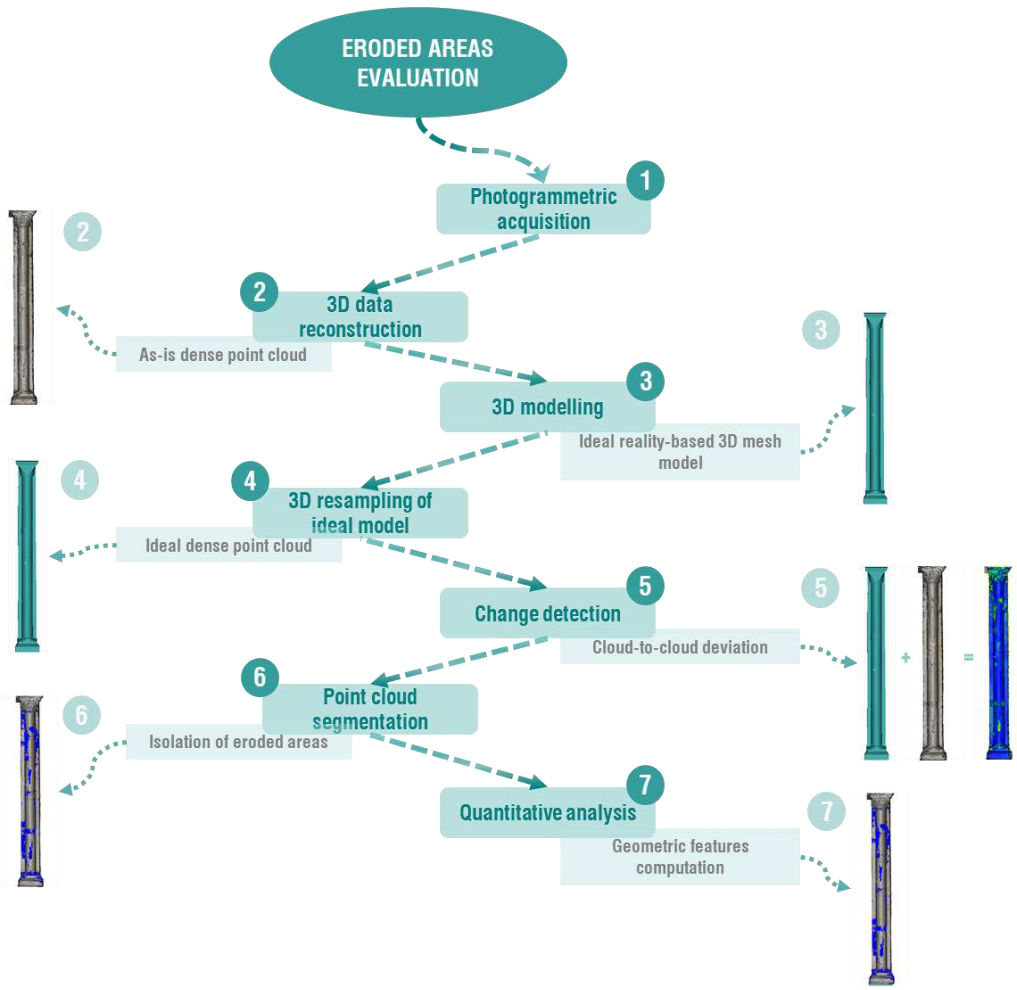 ERODED AREAS
EVALUATION
1
Photogrammetric
acquisition
2
2
3D data
reconstruction
As-is dense point cloud
3
3
3D modelling
Ideal reality-based 3D mesh
model
4
4
3D resampling of
ideal model
Ideal dense point cloud
5
5
Change detection
Cloud-to-cloud deviation
+
=
6
6
Point cloud
segmentation
Isolation of eroded areas
7
7
Quantitative analysis
Geometric features
computation